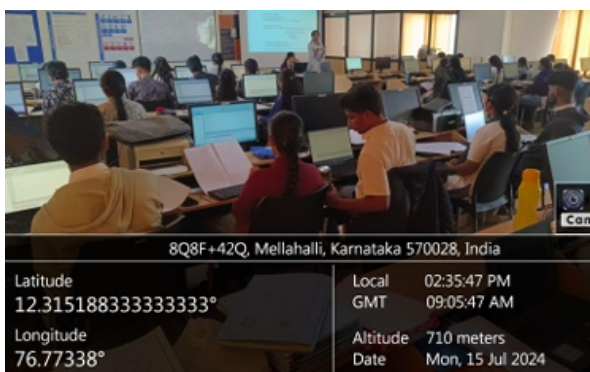 Cam
8Q8F+42Q, Mellahalli, Karnataka 570028, India
Latitude
12.315188333333333°
Longitude
76.77338°
Local 02:35:47 PM
GMT 09:05:47 AM
Altitude 710 meters
Date Mon, 15 Jul 2024